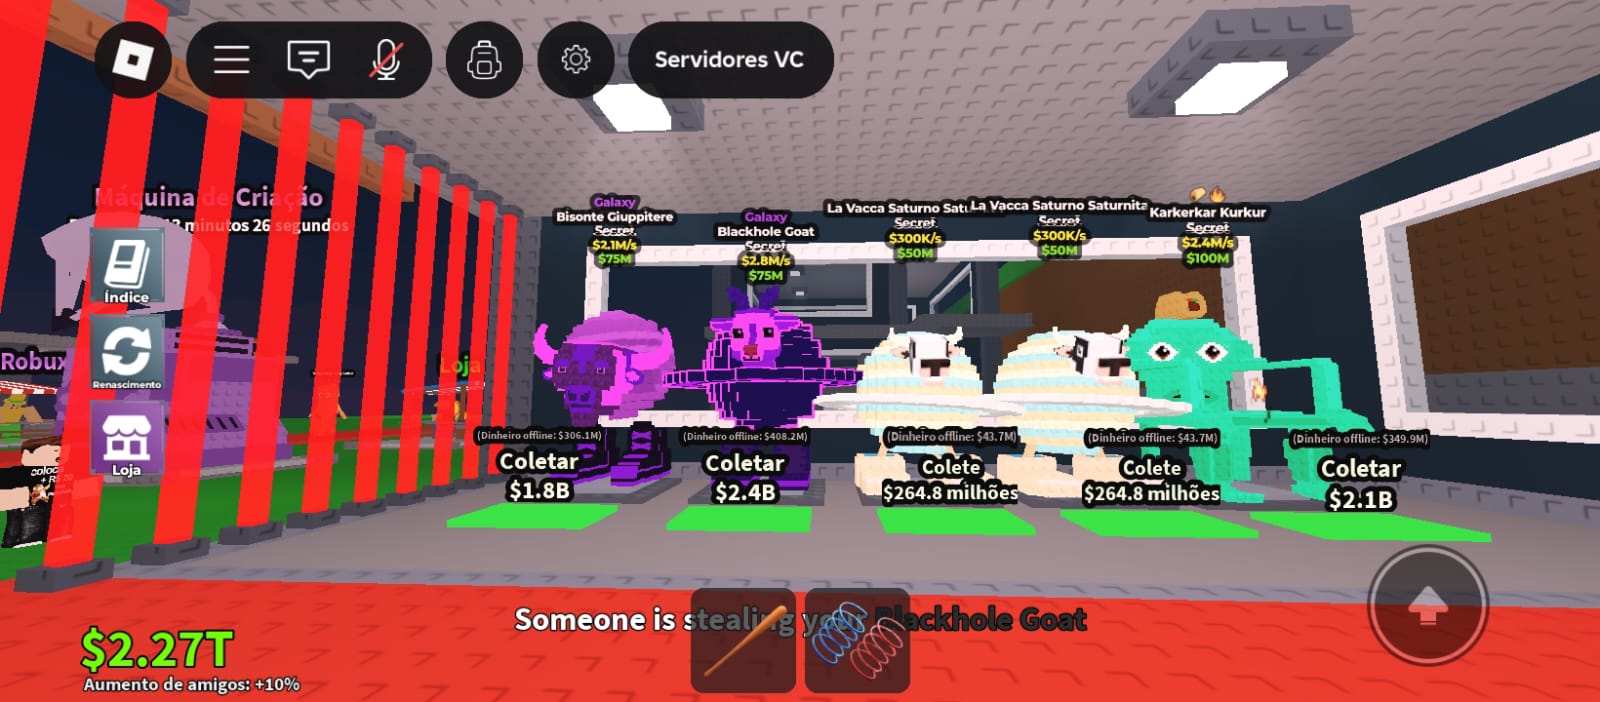 Servidores VC
Máquina de Criação
minutos 26 segundos
Índice
Renascimento
Loja
Robux
Loja
Galaxy
Bisonte Giuppitere
Secret
$2.1M/s
$75M
Galaxy
Blackhole Goat
Secret
$2.8M/s
$75M
La Vacca Saturno
Secret
$300K/s
$50M
La Vacca Saturno Saturnita
Secret
$300K/s
$50M
Karkerkar Kurkur
Secret
$2.4M/s
$100M
(Dinheiro offline: $306.1M)
Coletar
$1.8B
(Dinheiro offline: $408.2M)
Coletar
$2.4B
(Dinheiro offline: $43.7M)
Colete
$264.8 milhões
(Dinheiro offline: $43.7M)
Colete
$264.8 milhões
(Dinheiro offline: $349.9M)
Coletar
$2.1B
Someone is stealing your Blackhole Goat
$2.27T
Aumento de amigos: +10%